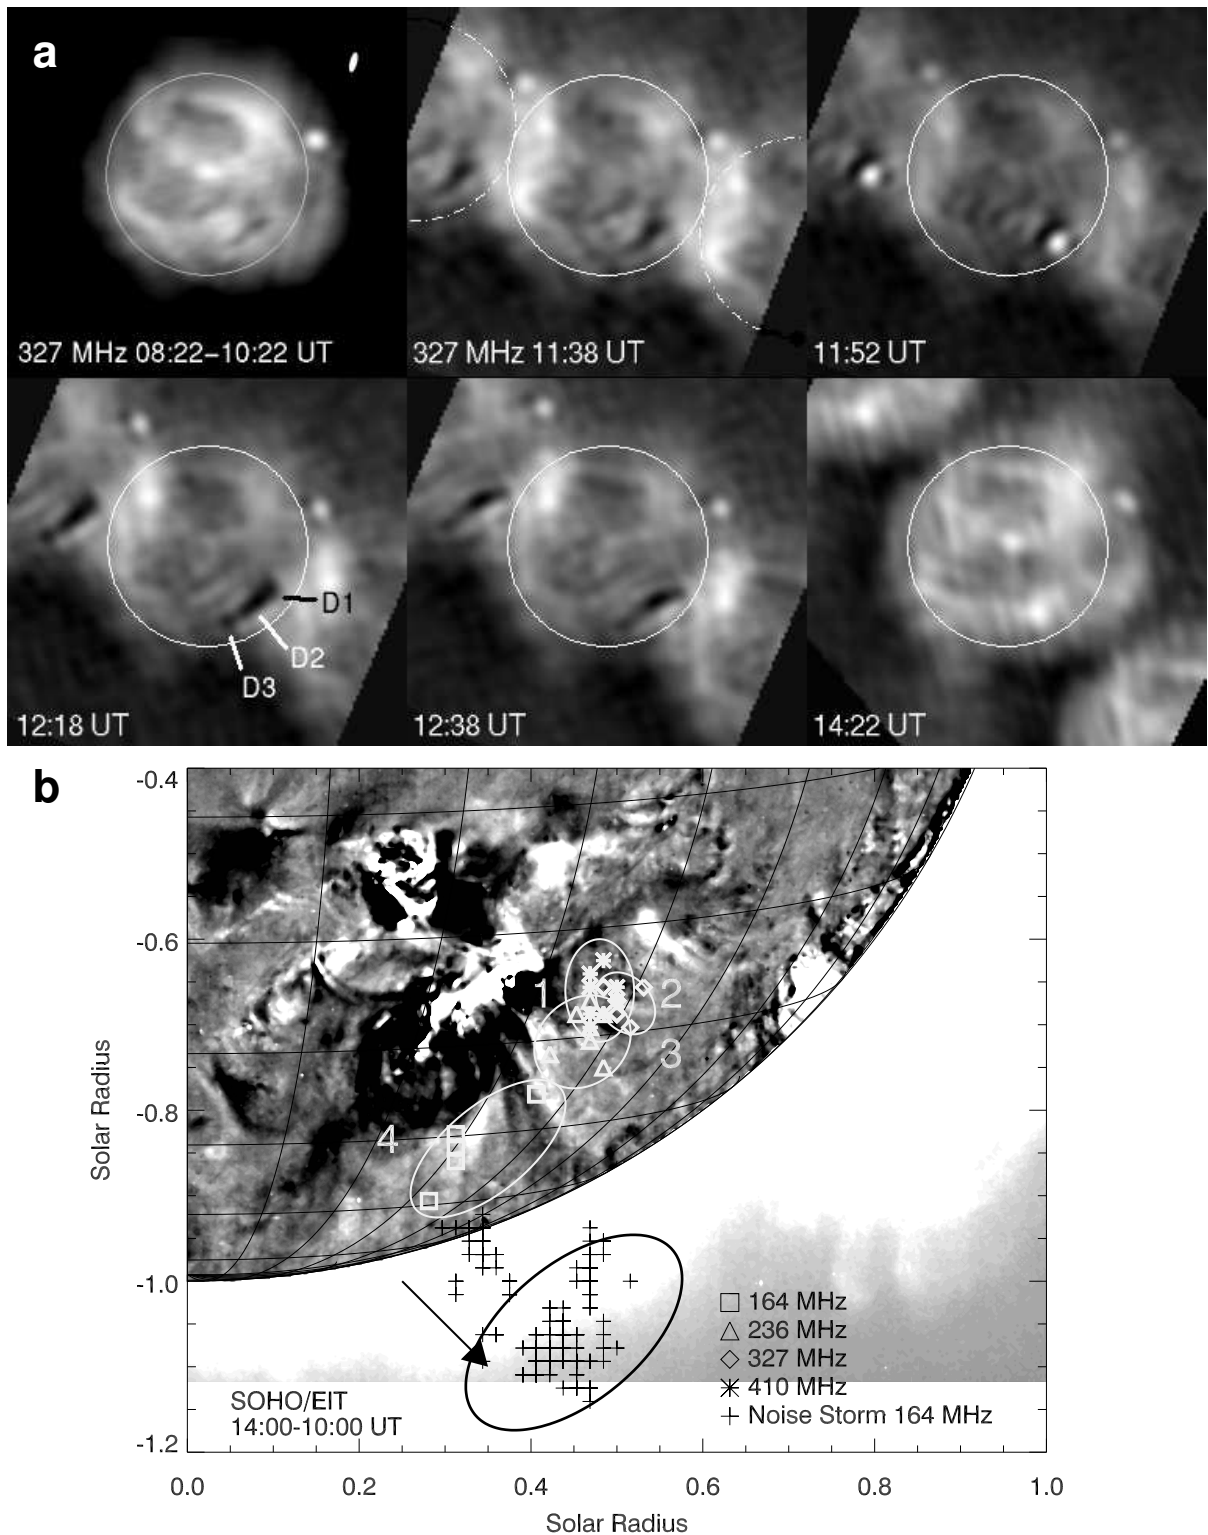 a
327 MHz 08:22–10:22 UT
327 MHz 11:38 UT
11:52 UT
D1
D2
D3
12:18 UT
12:38 UT
14:22 UT
b
-0.4
-0.6
-0.8
-1.0
-1.2
Solar Radius
1
2
3
4
164 MHz
236 MHz
327 MHz
410 MHz
Noise Storm 164 MHz
SOHO/EIT
14:00-10:00 UT
0.0 0.2 0.4 0.6 0.8 1.0
Solar Radius